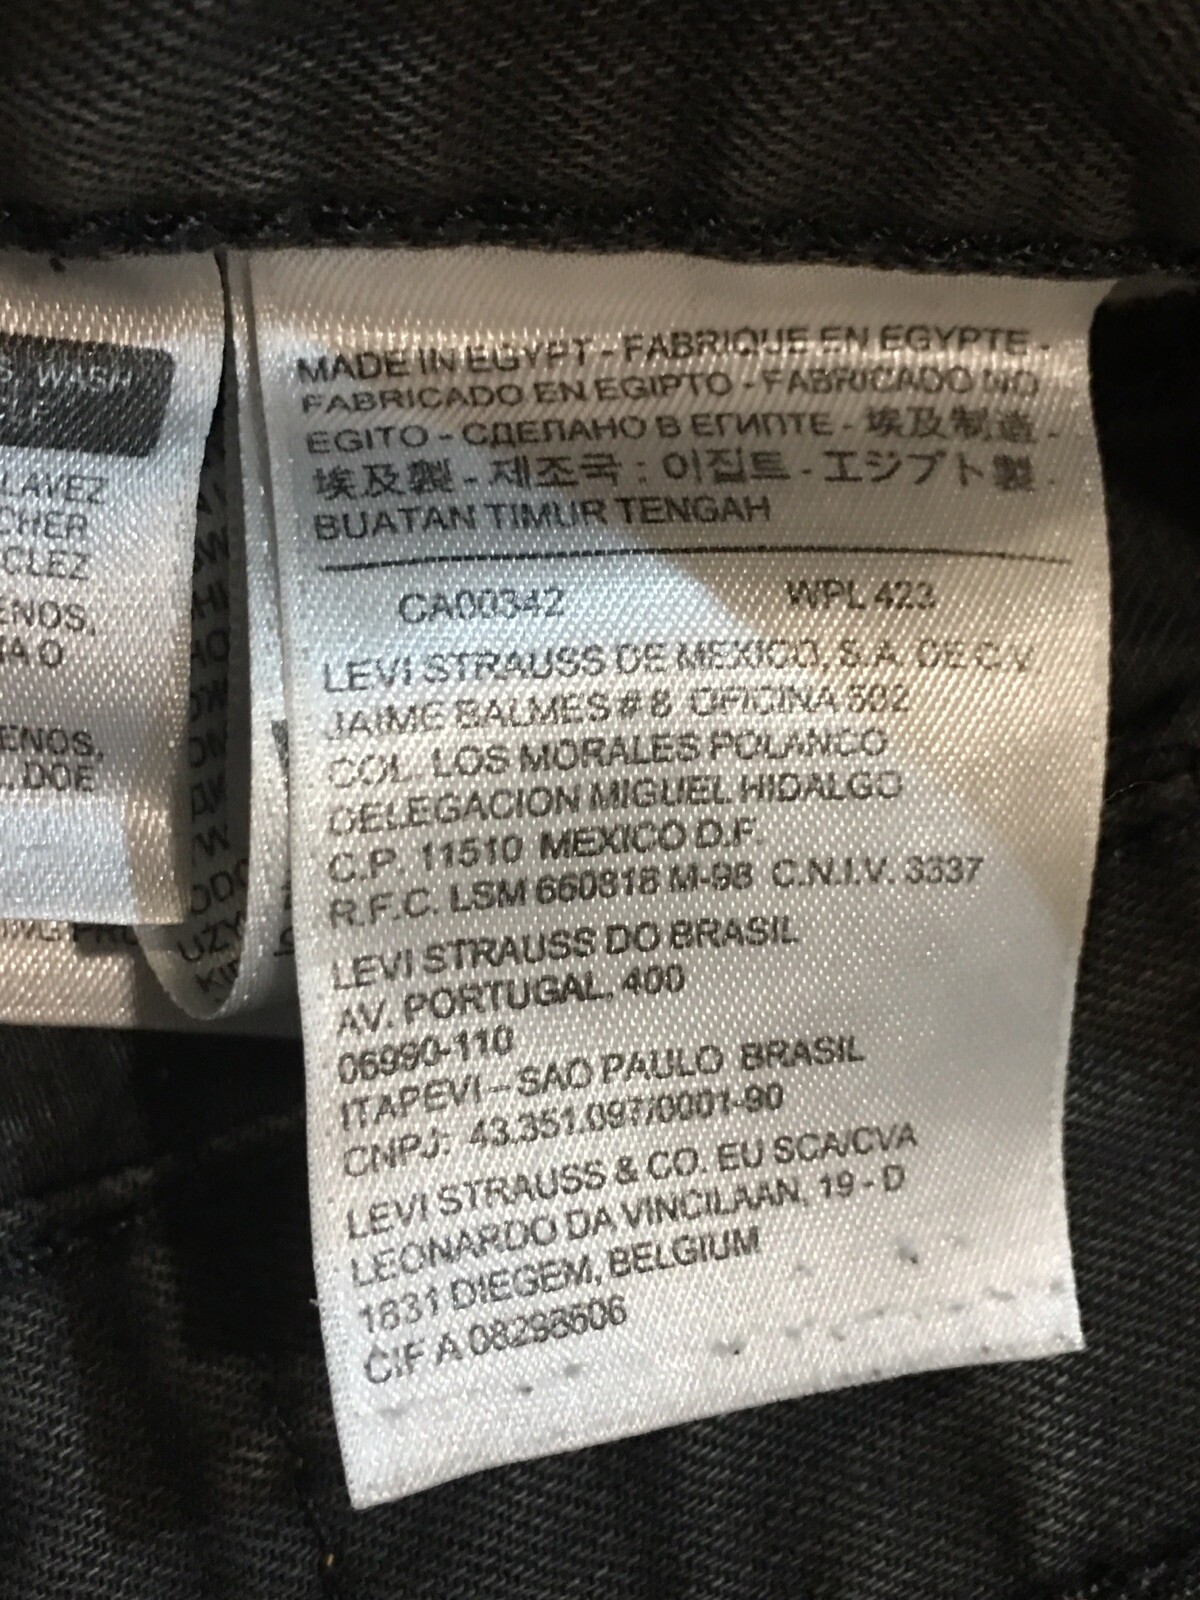 S. WASH
LAVEZ
CHER
CLEZ
ENOS,
ENOS,
DOE
MADE IN EGYPT - FABRIQUE EN EGYPTE -
FABRICADO EN EGIPTO - FABRICADO NO
EGITO - СДЕЛАНО В ЕГИПТЕ - 埃及制造 -
埃及製 - 제조국 : 이집트 - エジプト製 -
BUATAN TIMUR TENGAH
CA00342 WPL 423
LEVI STRAUSS DE MEXICO, S.A. DE C.V.
JAIME BALMES # 8 OFICINA 502
COL. LOS MORALES POLANCO
DELEGACION MIGUEL HIDALGO
C.P. 11510 MEXICO D.F.
R.F.C. LSM 660818 M-98 C.N.I.V. 3337
LEVI STRAUSS DO BRASIL
AV. PORTUGAL, 400
06990-110
ITAPEVI – SAO PAULO BRASIL
CNPJ: 43.351.097/0001-90
LEVI STRAUSS & CO. EU SCA/CVA
LEONARDO DA VINCILAAN, 19 - D
1831 DIEGEM, BELGIUM
CIF A 08298606